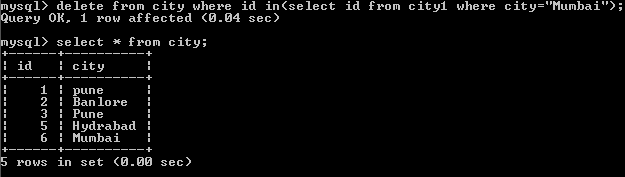 mysql> delete from city where id in(select id from city1 where city="Mumbai");
Query OK, 1 row affected (0.04 sec)
mysql> select * from city;
+------+----------+
| id   | city     |
+------+----------+
|    1 | pune     |
|    2 | Banlore  |
|    3 | Pune     |
|    5 | Hydrabad |
|    6 | Mumbai   |
+------+----------+
5 rows in set (0.00 sec)